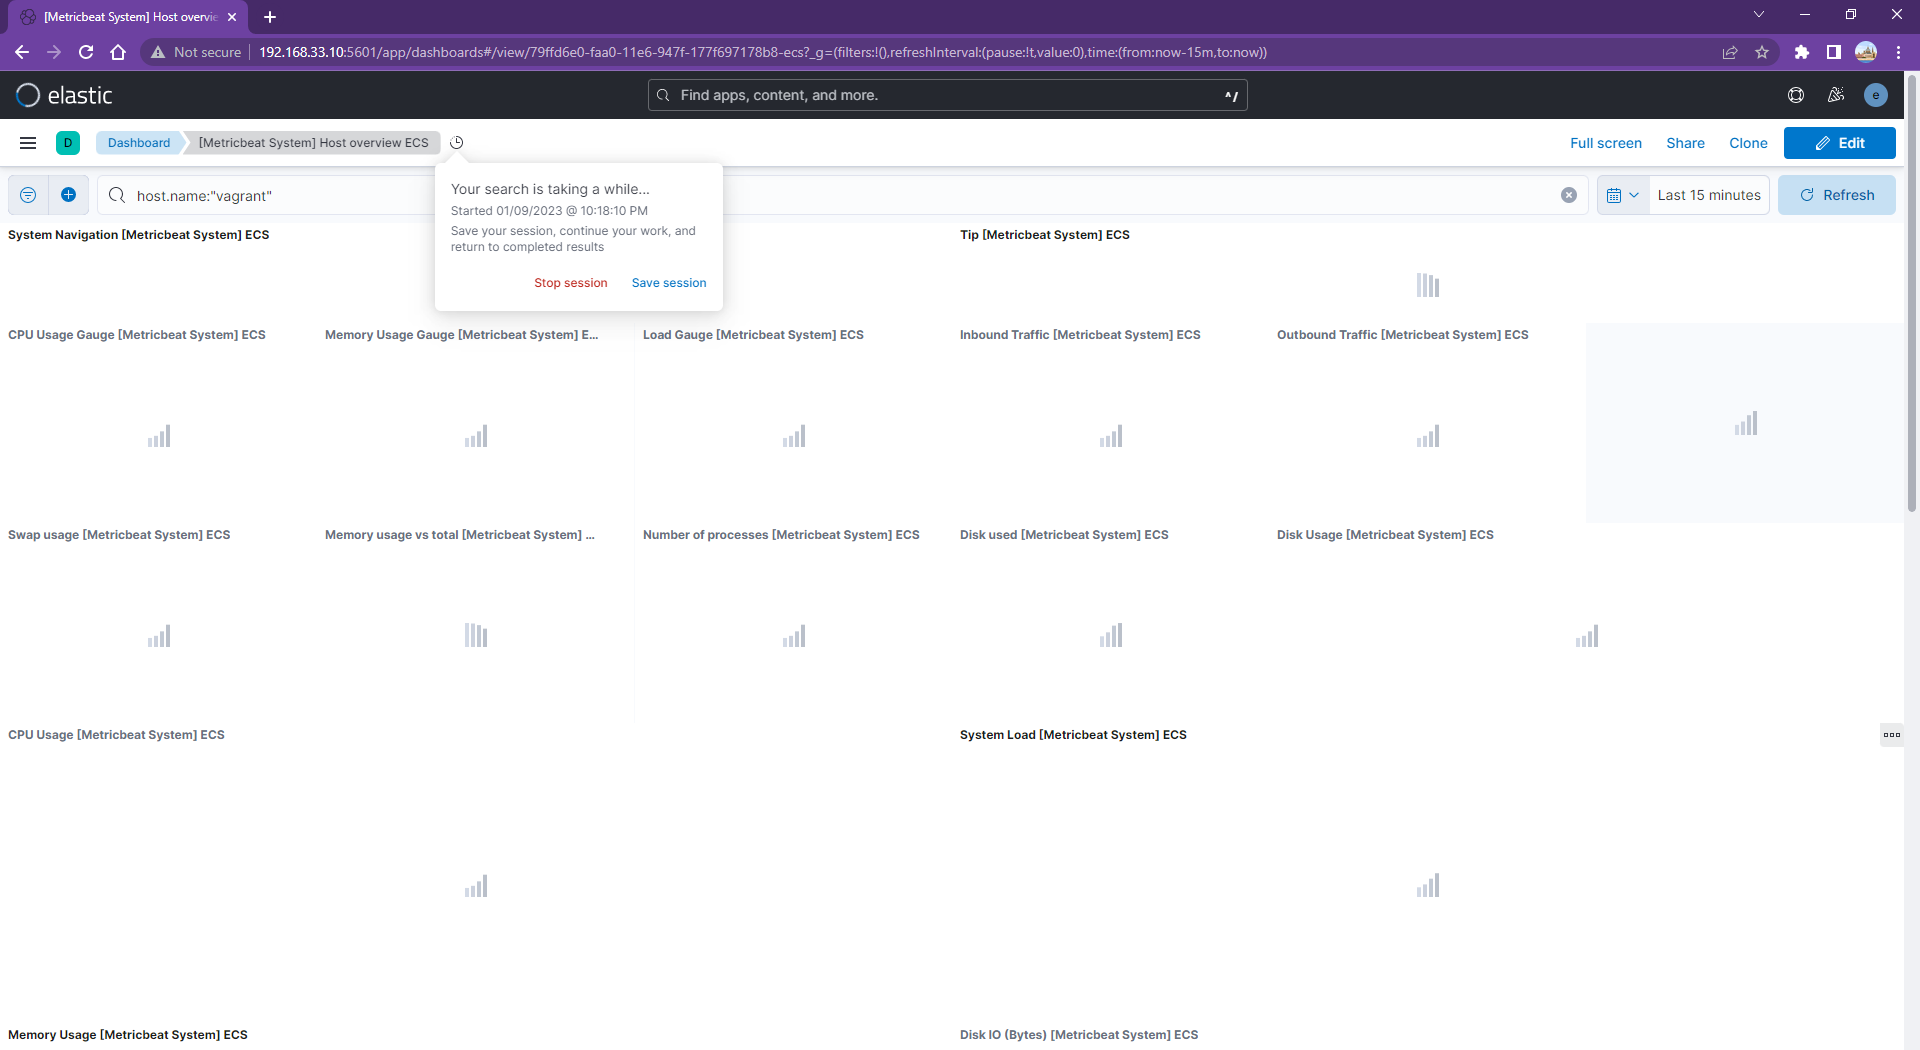 [Metricbeat System] Host overvie
Not secure
192.168.33.10:5601/app/dashboards#/view/79ffd6e0-faa0-11e6-947f-177f697178b8-ecs?_g=(filters:!(),refreshInterval:(pause:!t,value:0),time:(from:now-15m,to:now))
elastic
Find apps, content, and more.
^/
e
D
Dashboard
[Metricbeat System] Host overview ECS
Full screen
Share
Clone
Edit
host.name:"vagrant"
Last 15 minutes
Refresh
Your search is taking a while...
Started 01/09/2023 @ 10:18:10 PM
Save your session, continue your work, and
return to completed results
Stop session
Save session
System Navigation [Metricbeat System] ECS
Tip [Metricbeat System] ECS
CPU Usage Gauge [Metricbeat System] ECS
Memory Usage Gauge [Metricbeat System] E...
Load Gauge [Metricbeat System] ECS
Inbound Traffic [Metricbeat System] ECS
Outbound Traffic [Metricbeat System] ECS
Swap usage [Metricbeat System] ECS
Memory usage vs total [Metricbeat System] ...
Number of processes [Metricbeat System] ECS
Disk used [Metricbeat System] ECS
Disk Usage [Metricbeat System] ECS
CPU Usage [Metricbeat System] ECS
System Load [Metricbeat System] ECS
Memory Usage [Metricbeat System] ECS
Disk IO (Bytes) [Metricbeat System] ECS